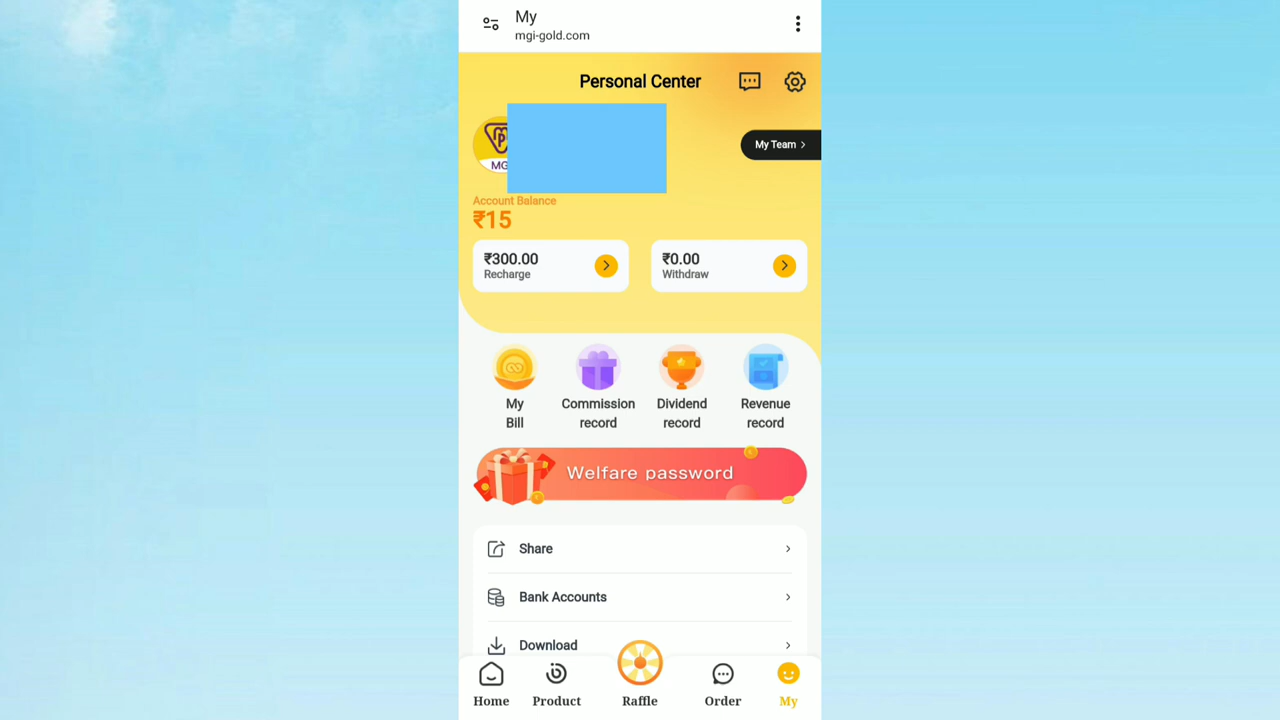 My
mgi-gold.com
Personal Center
MG
My Team
Account Balance
₹15
₹300.00
Recharge
₹0.00
Withdraw
My
Bill
Commission
record
Dividend
record
Revenue
record
Welfare password
Share
Bank Accounts
Download
Home
Product
Raffle
Order
My